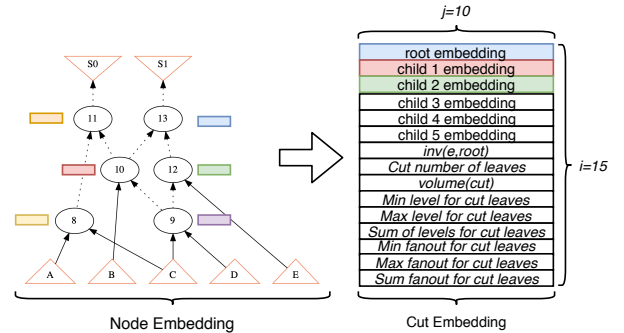 j=10
S0 S1
11 13
10 12
8 9
A B C D E
Node Embedding
root embedding
child 1 embedding
child 2 embedding
child 3 embedding
child 4 embedding
child 5 embedding
inv(e,root)
Cut number of leaves
volume(cut)
Min level for cut leaves
Max level for cut leaves
Sum of levels for cut leaves
Min fanout for cut leaves
Max fanout for cut leaves
Sum fanout for cut leaves
i=15
Cut Embedding